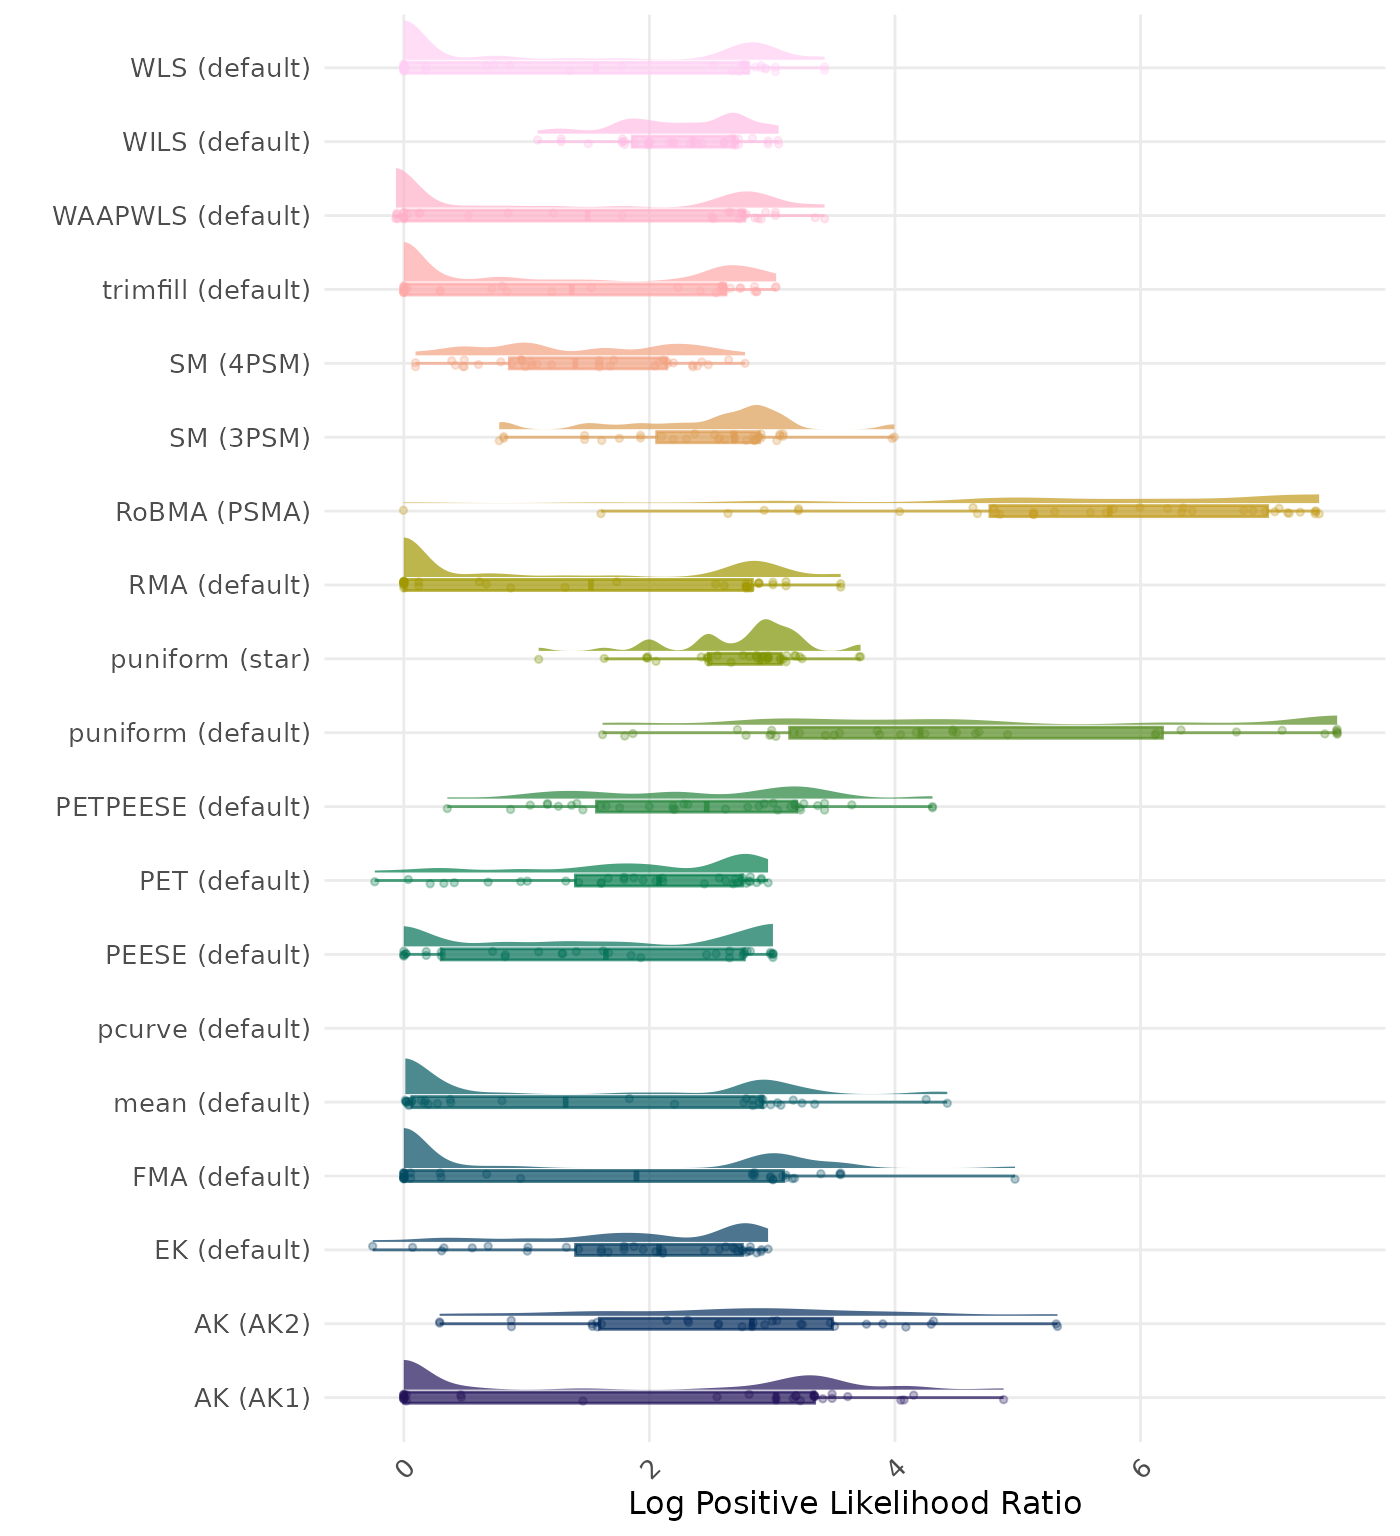 WLS (default)
WILS (default)
WAAPWLS (default)
trimfill (default)
SM (4PSM)
SM (3PSM)
RoBMA (PSMA)
RMA (default)
puniform (star)
puniform (default)
PETPEESE (default)
PET (default)
PEESE (default)
pcurve (default)
mean (default)
FMA (default)
EK (default)
AK (AK2)
AK (AK1)
0 2 4 6
Log Positive Likelihood Ratio